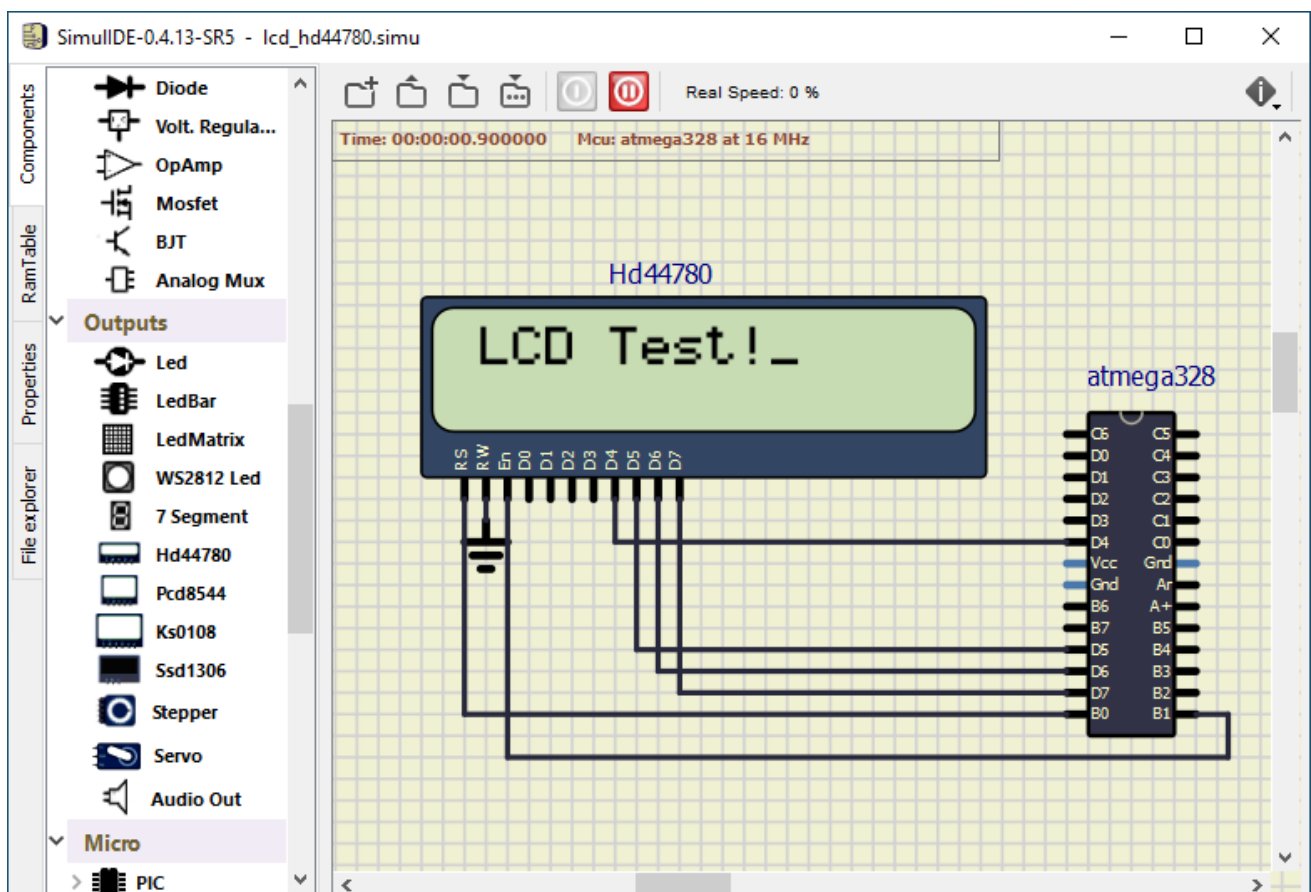 SimulIDE-0.4.13-SR5 - lcd_hd44780.simu
Components
RamTable
Properties
File explorer
Diode
Volt. Regula...
OpAmp
Mosfet
BJT
Analog Mux
Outputs
Led
LedBar
LedMatrix
WS2812 Led
7 Segment
Hd44780
Pcd8544
Ks0108
Ssd1306
Stepper
Servo
Audio Out
Micro
PIC
Real Speed: 0 %
Time: 00:00:00.900000 Mcu: atmega328 at 16 MHz
Hd44780
LCD Test!_
RS RW En D0 D1 D2 D3 D4 D5 D6 D7
atmega328
C6 C5
D0 C4
D1 C3
D2 C2
D3 C1
D4 C0
Vcc Gnd
Gnd Ar
B6 A+
B7 B5
D5 B4
D6 B3
D7 B2
B0 B1